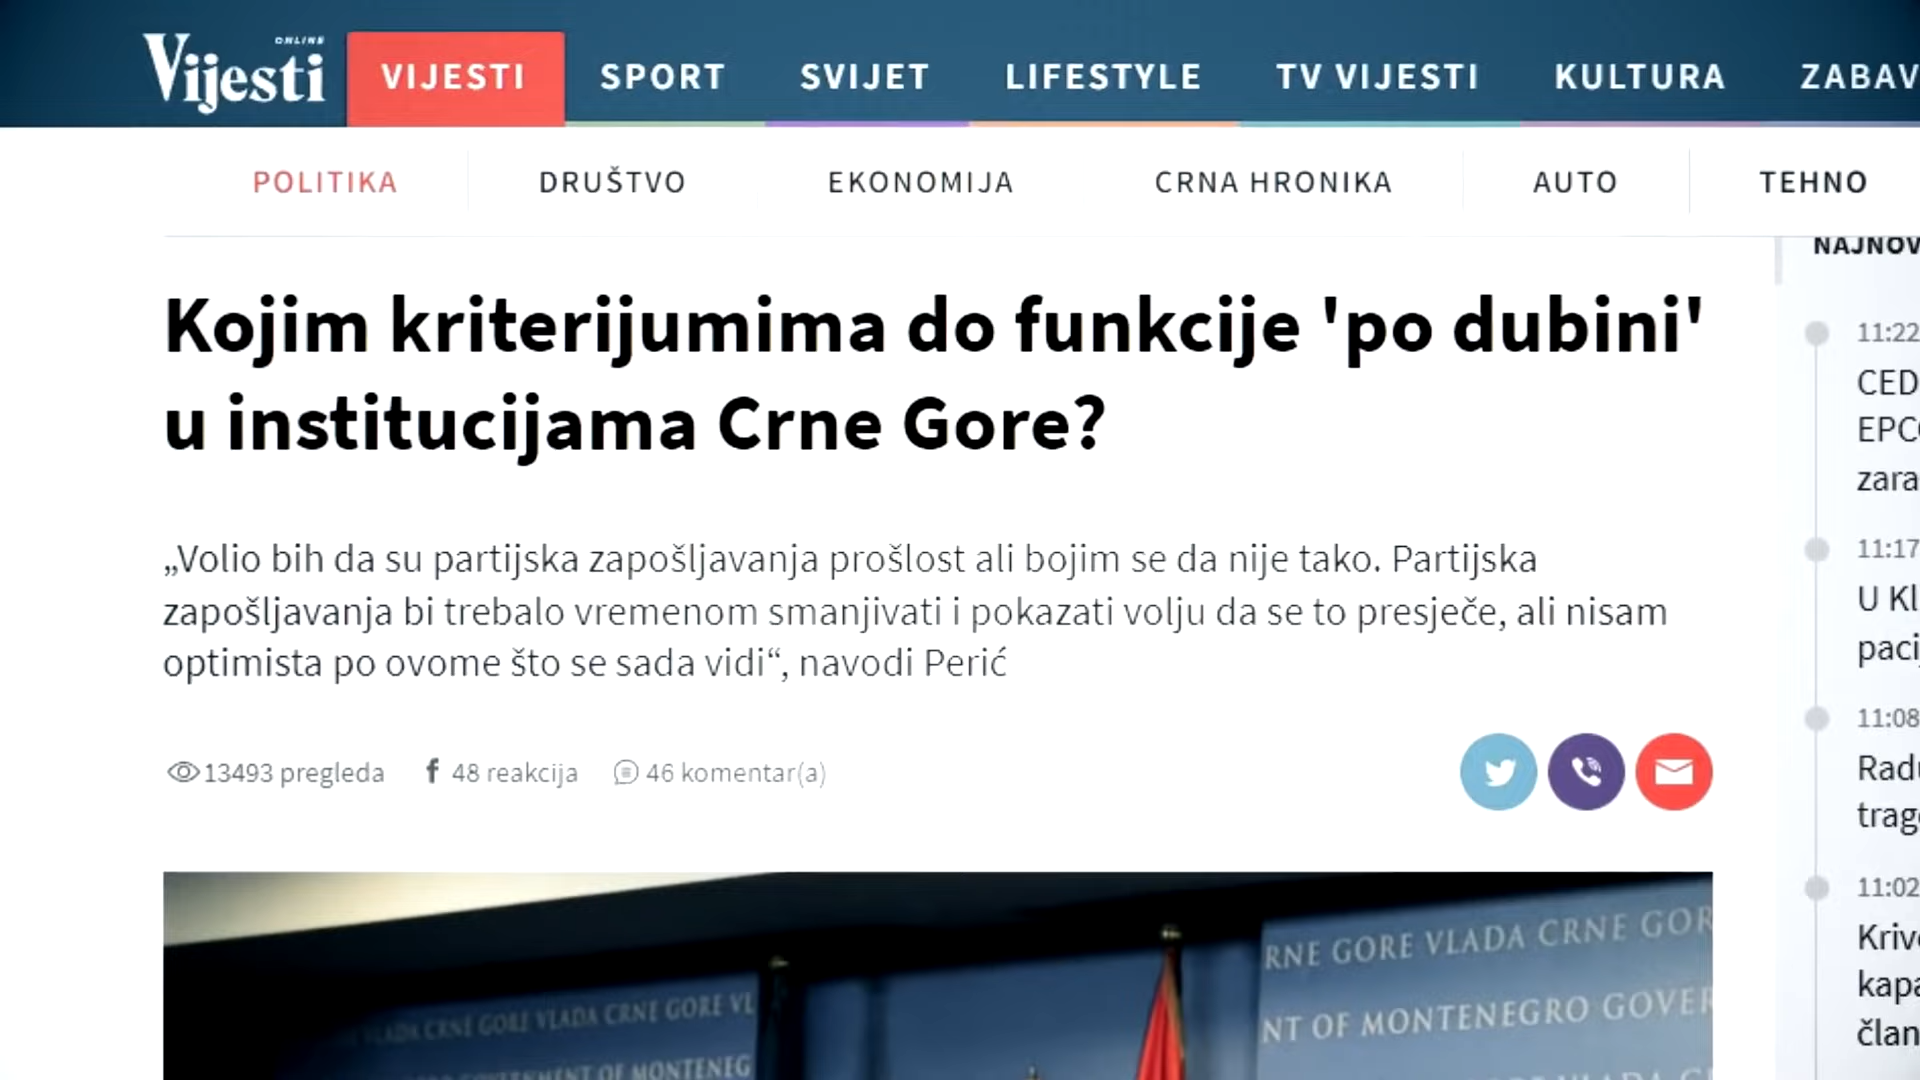 Vijesti
ONLINE
VIJESTI
SPORT
SVIJET
LIFESTYLE
TV VIJESTI
KULTURA
ZABAV
POLITIKA
DRUŠTVO
EKONOMIJA
CRNA HRONIKA
AUTO
TEHNO
Kojim kriterijumima do funkcije 'po dubini'
u institucijama Crne Gore?
„Volio bih da su partijska zapošljavanja prošlost ali bojim se da nije tako. Partijska
zapošljavanja bi trebalo vremenom smanjivati i pokazati volju da se to presječe, ali nisam
optimista po ovome što se sada vidi“, navodi Perić
13493 pregleda
48 reakcija
46 komentar(a)
RNE GORE VLADA CRNE GOR
NT OF MONTENEGRO GOVER
VLADA CRNE GORE VLADA CRNE GORE VL
GOVERNMENT OF MONTENEG
NAJNOV
11:22
CED
EPC
zara
11:17
U Kl
paci
11:08
Radu
trag
11:02
Kriv
kapa
član